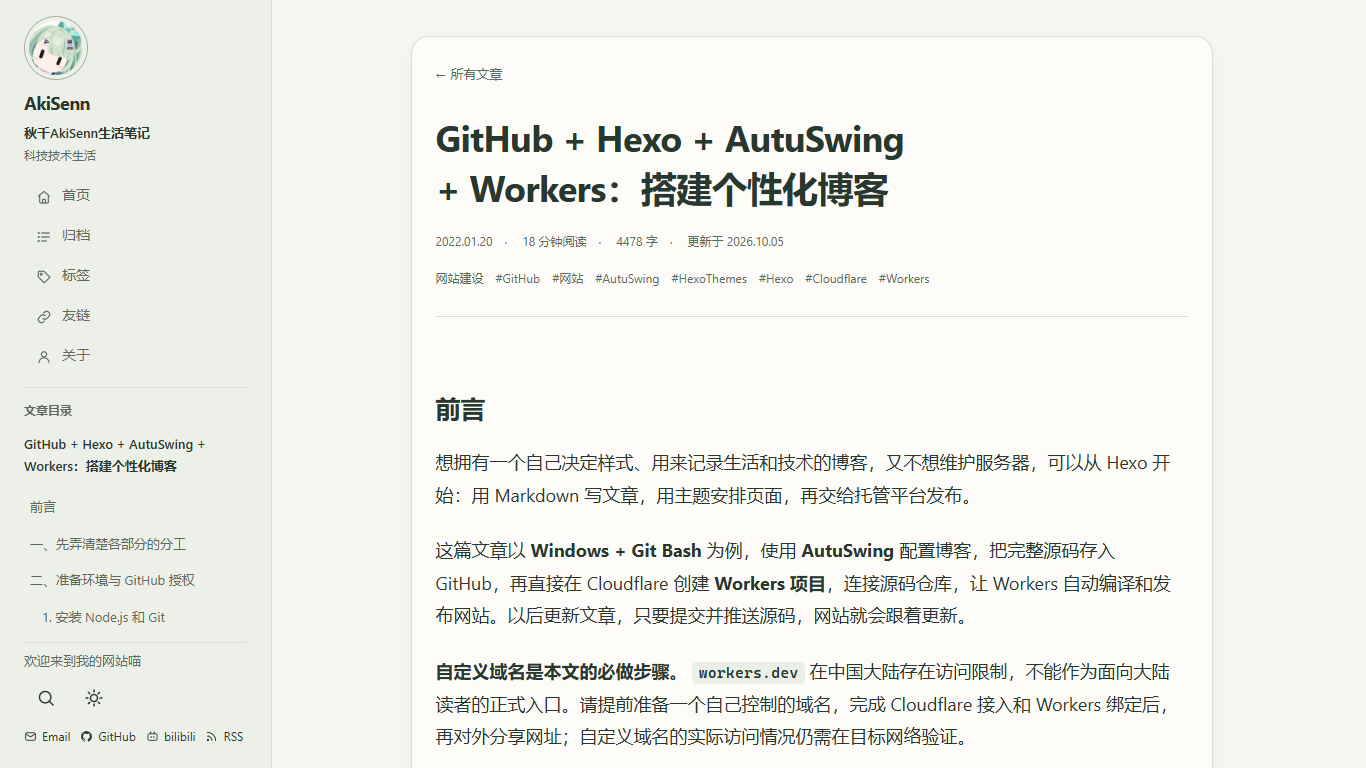 AkiSenn
秋千AkiSenn生活笔记
科技技术生活
首页
归档
标签
友链
关于
文章目录
GitHub + Hexo + AutuSwing +
Workers：搭建个性化博客
前言
一、先弄清楚各部分的分工
二、准备环境与 GitHub 授权
1. 安装 Node.js 和 Git
欢迎来到我的网站喵
Email GitHub bilibili RSS
← 所有文章
GitHub + Hexo + AutuSwing
+ Workers：搭建个性化博客
2022.01.20 · 18 分钟阅读 · 4478 字 · 更新于 2026.10.05
网站建设 #GitHub #网站 #AutuSwing #HexoThemes #Hexo #Cloudflare #Workers
前言
想拥有一个自己决定样式、用来记录生活和技术的博客，又不想维护服务器，可以从 Hexo 开
始：用 Markdown 写文章，用主题安排页面，再交给托管平台发布。
这篇文章以 Windows + Git Bash 为例，使用 AutuSwing 配置博客，把完整源码存入
GitHub，再直接在 Cloudflare 创建 Workers 项目，连接源码仓库，让 Workers 自动编译和发
布网站。以后更新文章，只要提交并推送源码，网站就会跟着更新。
自定义域名是本文的必做步骤。 workers.dev 在中国大陆存在访问限制，不能作为面向大陆
读者的正式入口。请提前准备一个自己控制的域名，完成 Cloudflare 接入和 Workers 绑定后，
再对外分享网址；自定义域名的实际访问情况仍需在目标网络验证。